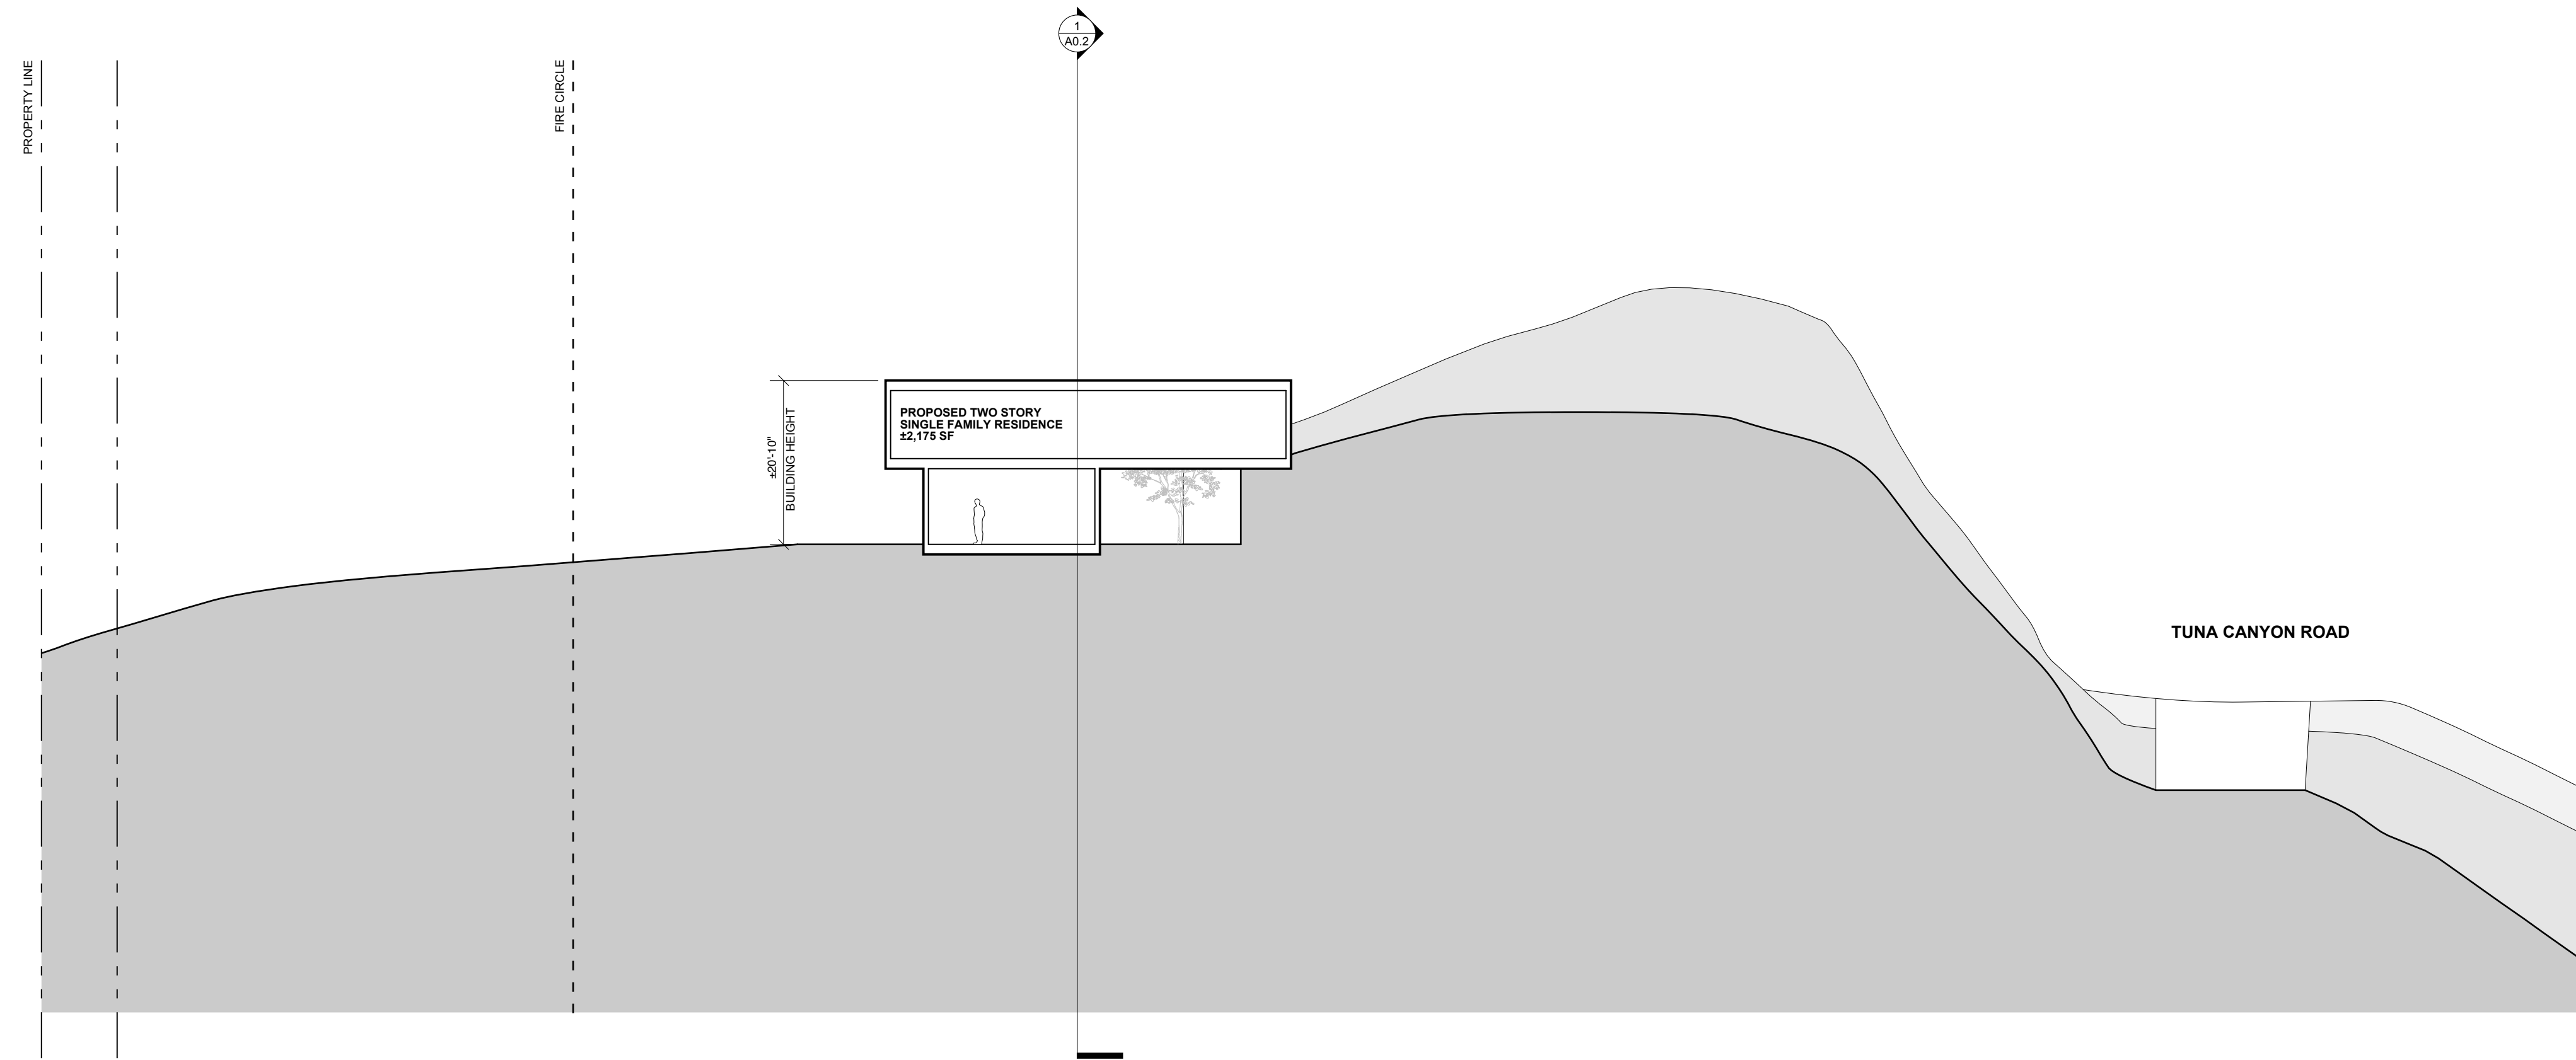 1
A0.2
PROPERTY LINE
FIRE CIRCLE
PROPOSED TWO STORY
SINGLE FAMILY RESIDENCE
±2,175 SF
±20'-10"
BUILDING HEIGHT
TUNA CANYON ROAD